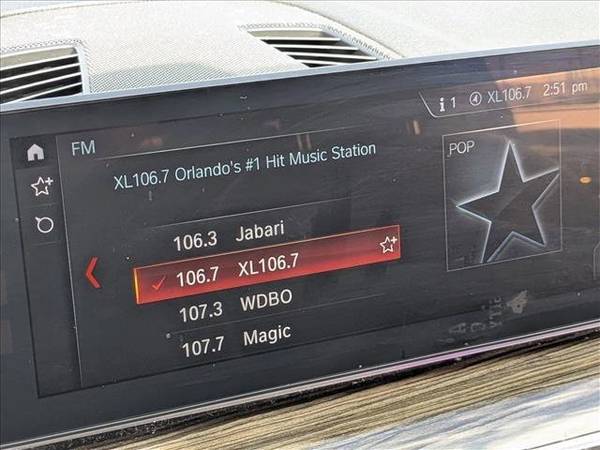 i 1 XL106.7 2:51 pm
FM
POP
XL106.7 Orlando's #1 Hit Music Station
106.3 Jabari
106.7 XL106.7
107.3 WDBO
107.7 Magic